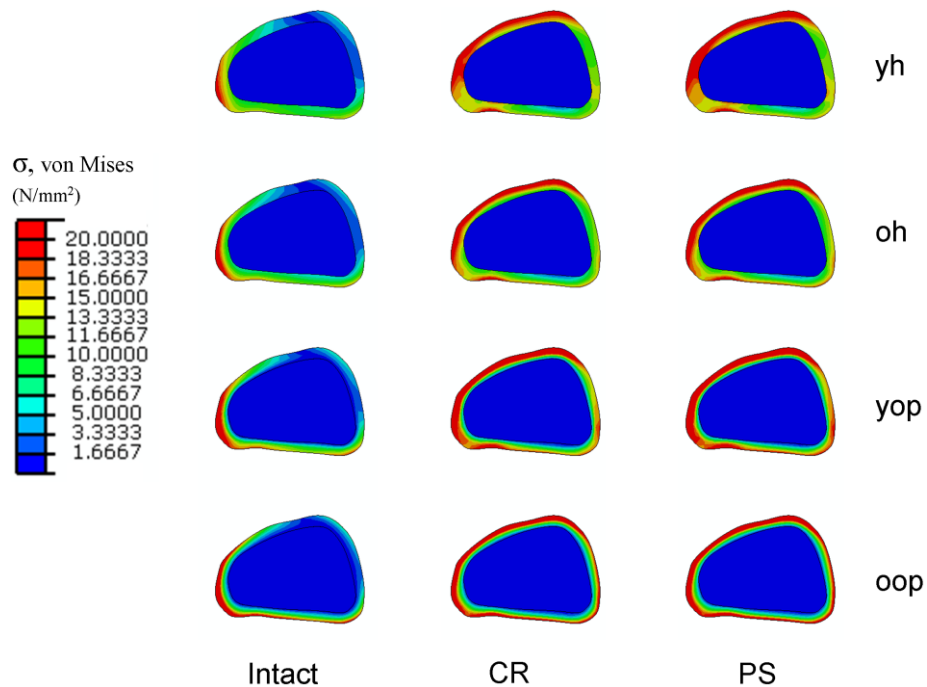 yh
σ, von Mises
(N/mm²)
20.0000
18.3333
16.6667
15.0000
13.3333
11.6667
10.0000
8.3333
6.6667
5.0000
3.3333
1.6667
oh
yop
oop
Intact CR PS